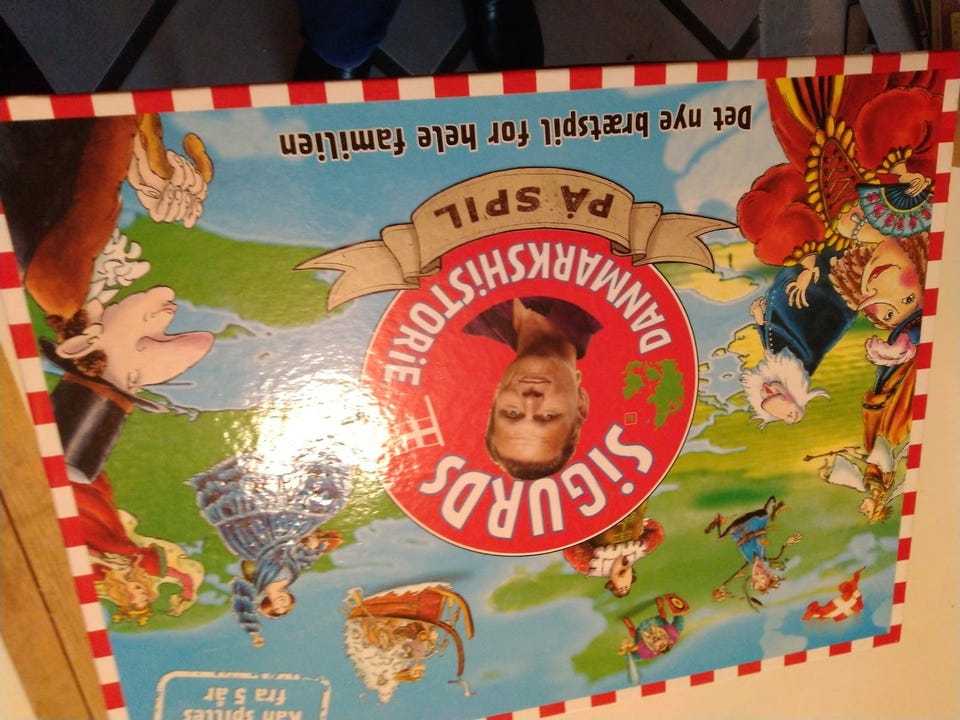 Kan spilles
fra 5 år
SiGURDS
DANMARKSHiSTORiE
PÅ SPIL
Det nye brætspil for hele familien